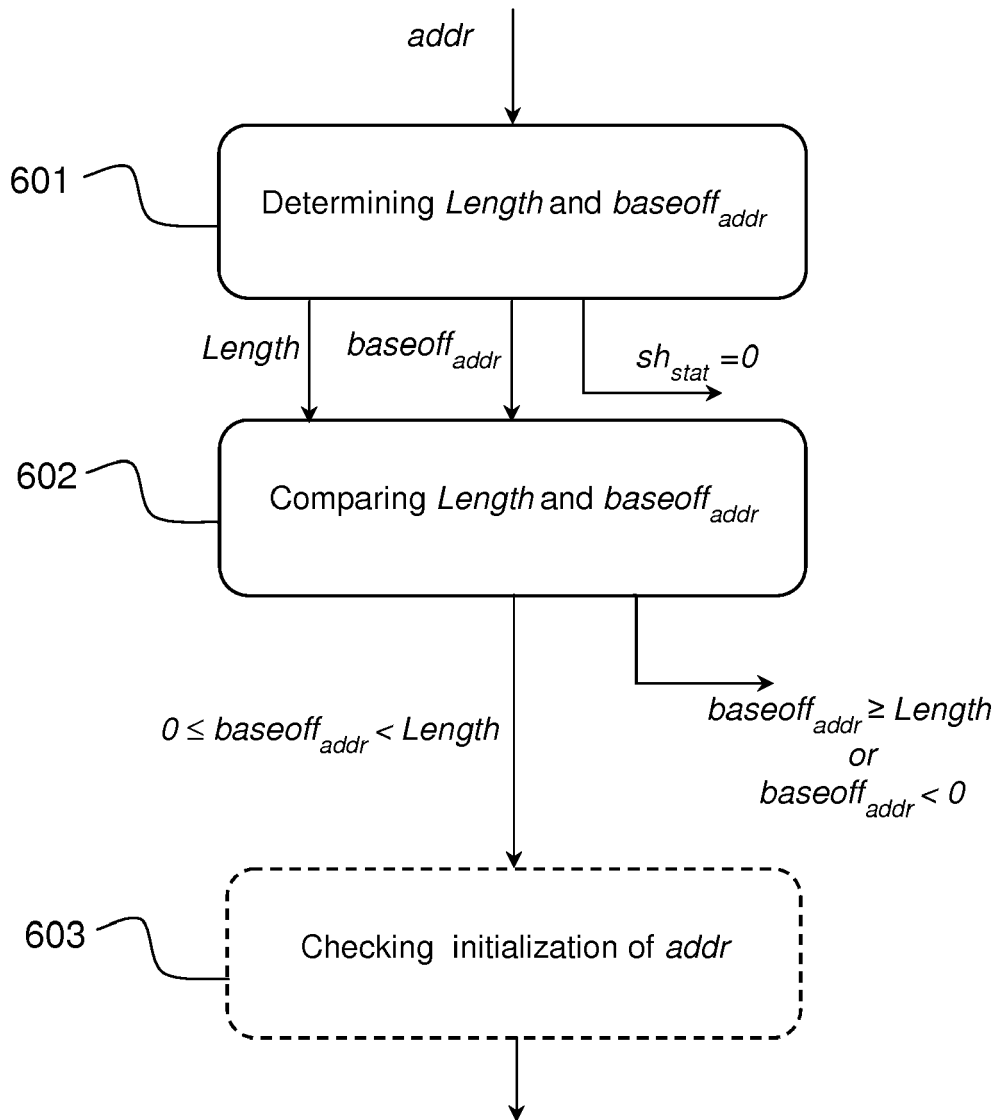 addr
601
Determining Length and baseoff_addr
Length
baseoff_addr
sh_stat =0
602
Comparing Length and baseoff_addr
0 ≤ baseoff_addr < Length
baseoff_addr ≥ Length
or
baseoff_addr < 0
603
Checking initialization of addr